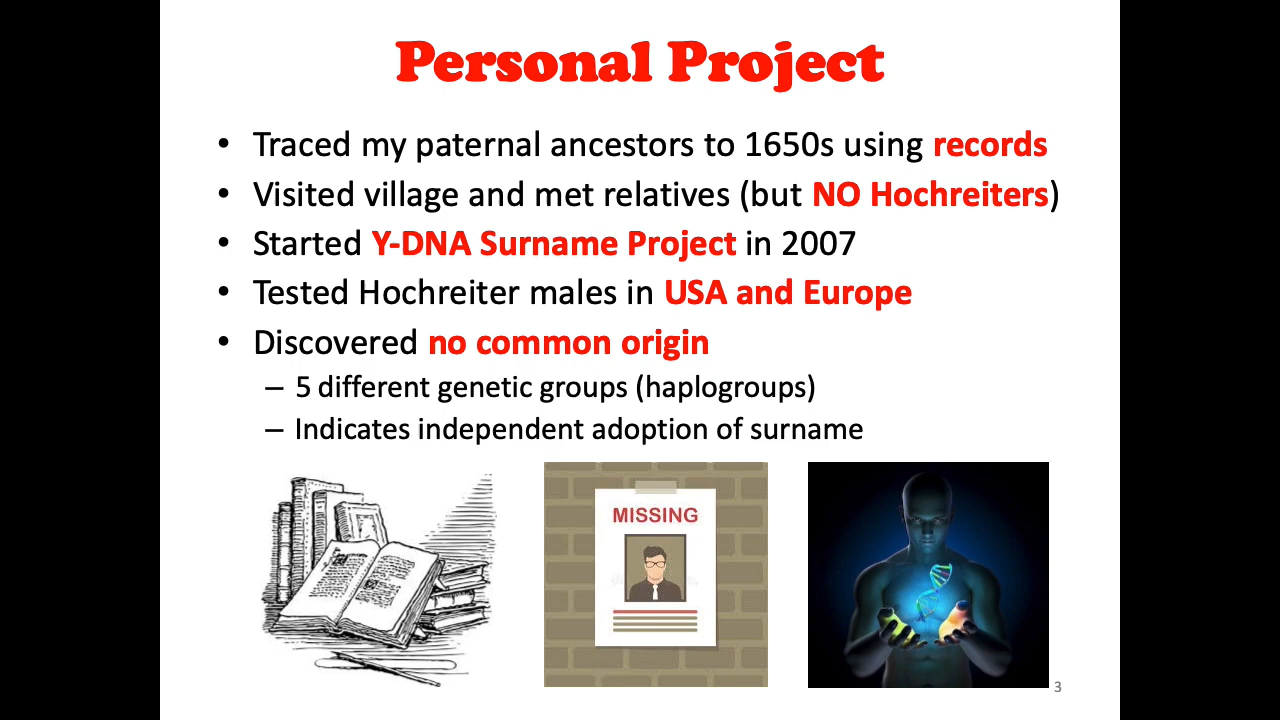 Personal Project
• Traced my paternal ancestors to 1650s using records
• Visited village and met relatives (but NO Hochreiters)
• Started Y-DNA Surname Project in 2007
• Tested Hochreiter males in USA and Europe
• Discovered no common origin
– 5 different genetic groups (haplogroups)
– Indicates independent adoption of surname
MISSING
3